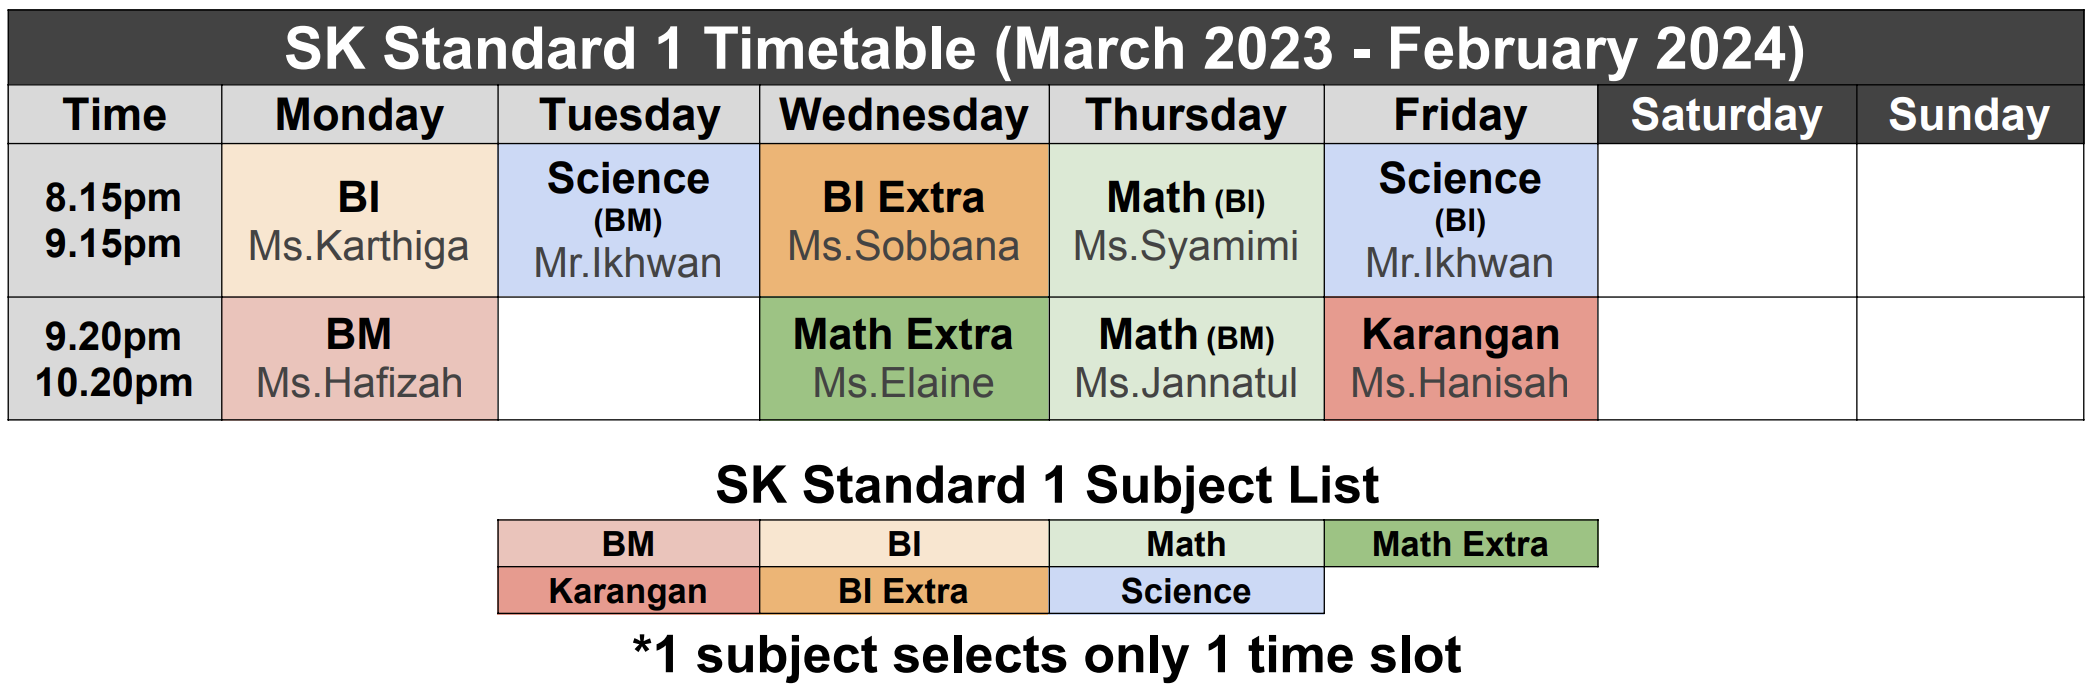 SK Standard 1 Timetable (March 2023 - February 2024)
Time Monday Tuesday Wednesday Thursday Friday Saturday Sunday
8.15pm
9.15pm
BI
Ms.Karthiga
Science
(BM)
Mr.Ikhwan
BI Extra
Ms.Sobbana
Math (BI)
Ms.Syamimi
Science
(BI)
Mr.Ikhwan
9.20pm
10.20pm
BM
Ms.Hafizah
Math Extra
Ms.Elaine
Math (BM)
Ms.Jannatul
Karangan
Ms.Hanisah
SK Standard 1 Subject List
BM BI Math Math Extra
Karangan BI Extra Science
*1 subject selects only 1 time slot